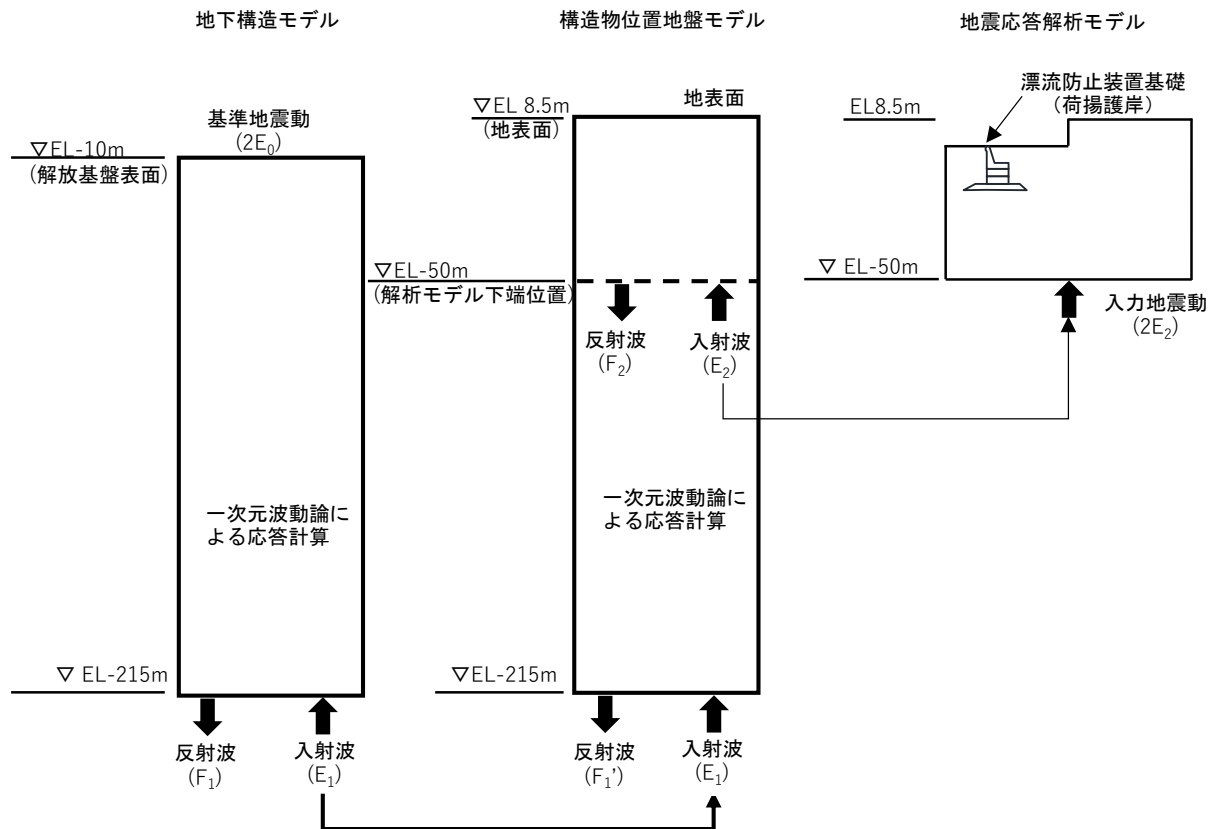 地下構造モデル
基準地震動
(2E₀)
▽EL-10m
(解放基盤表面)
一次元波動論に
よる応答計算
▽ EL-215m
反射波
(F₁)
入射波
(E₁)
構造物位置地盤モデル
▽EL 8.5m
(地表面)
地表面
▽EL-50m
(解析モデル下端位置)
反射波
(F₂)
入射波
(E₂)
一次元波動論に
よる応答計算
▽EL-215m
反射波
(F₁')
入射波
(E₁)
地震応答解析モデル
漂流防止装置基礎
(荷揚護岸)
EL8.5m
▽ EL-50m
入力地震動
(2E₂)